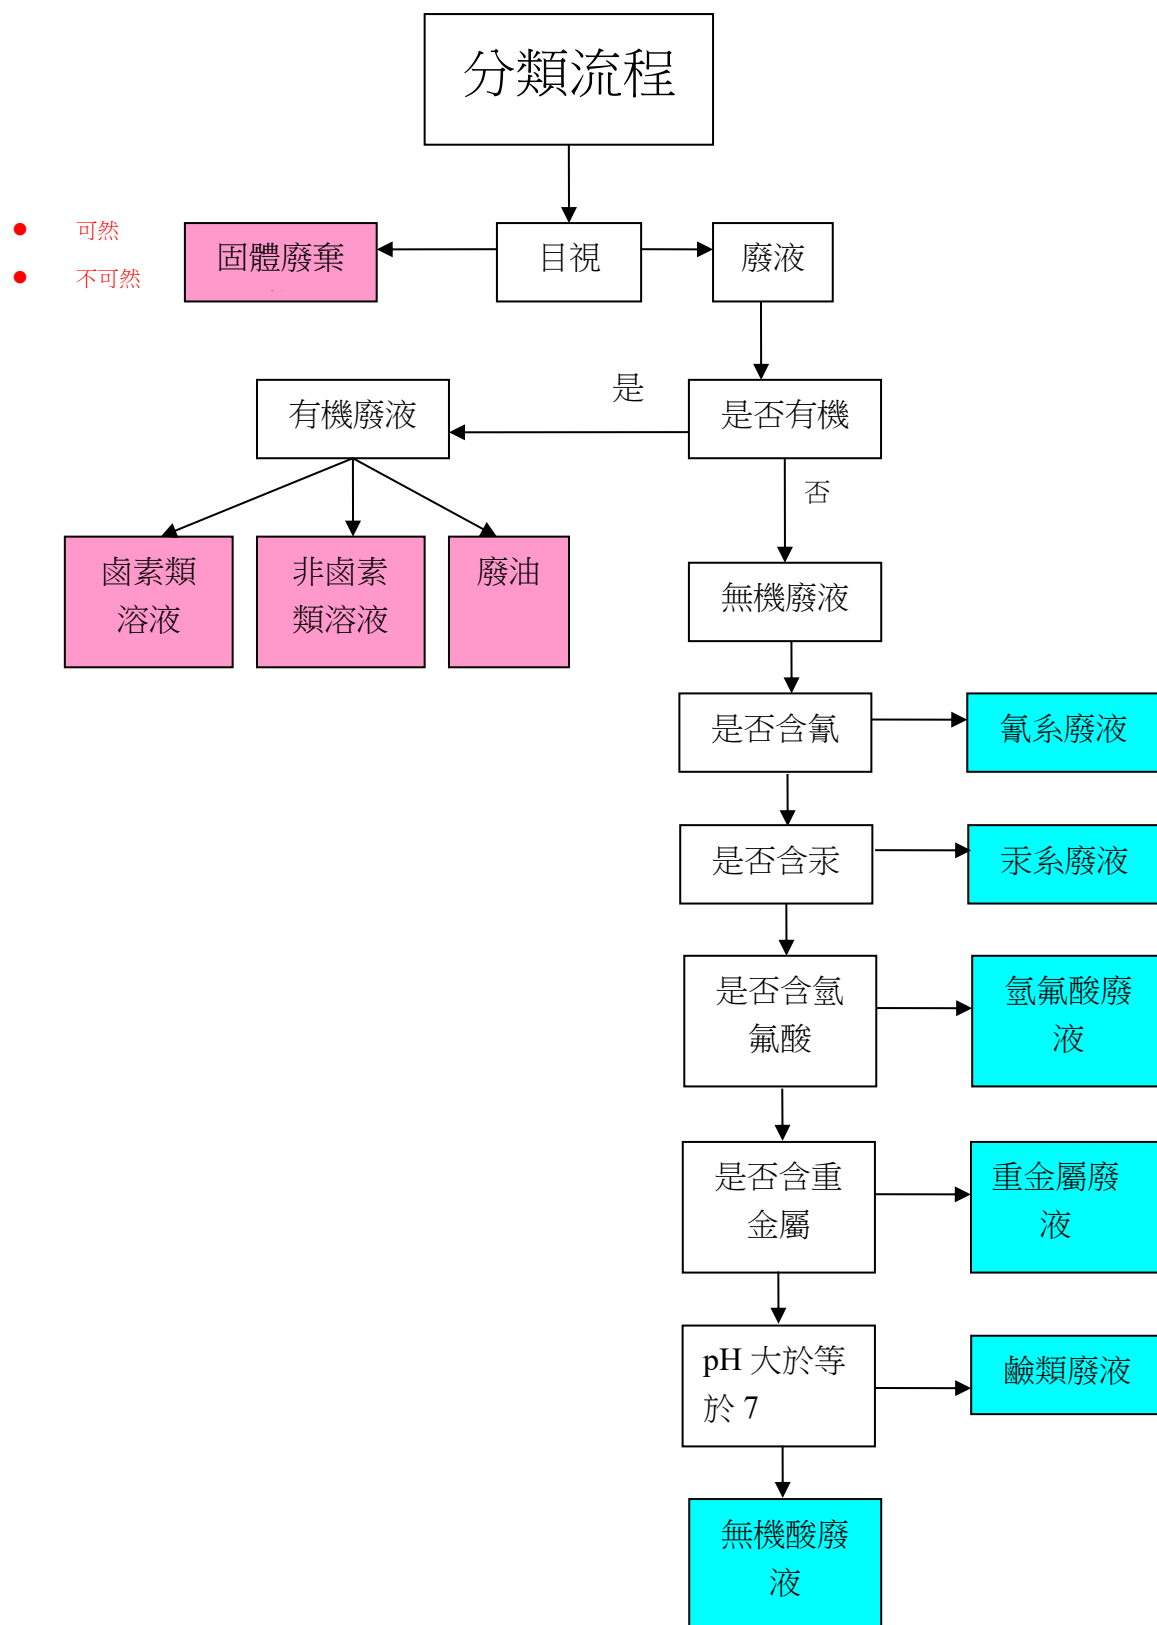 分類流程
可然
不可然
固體廢棄
目視
廢液
是
有機廢液
是否有機
否
鹵素類
溶液
非鹵素
類溶液
廢油
無機廢液
是否含氰
氰系廢液
是否含汞
汞系廢液
是否含氫
氟酸
氫氟酸廢
液
是否含重
金屬
重金屬廢
液
pH 大於等
於 7
鹼類廢液
無機酸廢
液